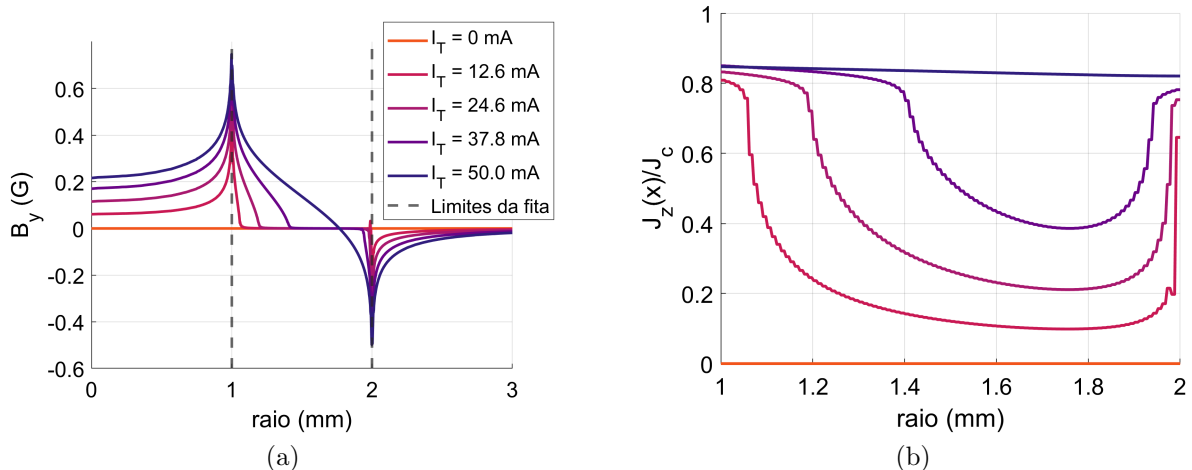 I_T = 0 mA
I_T = 12.6 mA
I_T = 24.6 mA
I_T = 37.8 mA
I_T = 50.0 mA
Limites da fita
B_y (G)
0.6
0.4
0.2
0
-0.2
-0.4
-0.6
0 1 2 3
raio (mm)
(a)
J_z(x)/J_c
1
0.8
0.6
0.4
0.2
0
1 1.2 1.4 1.6 1.8 2
raio (mm)
(b)